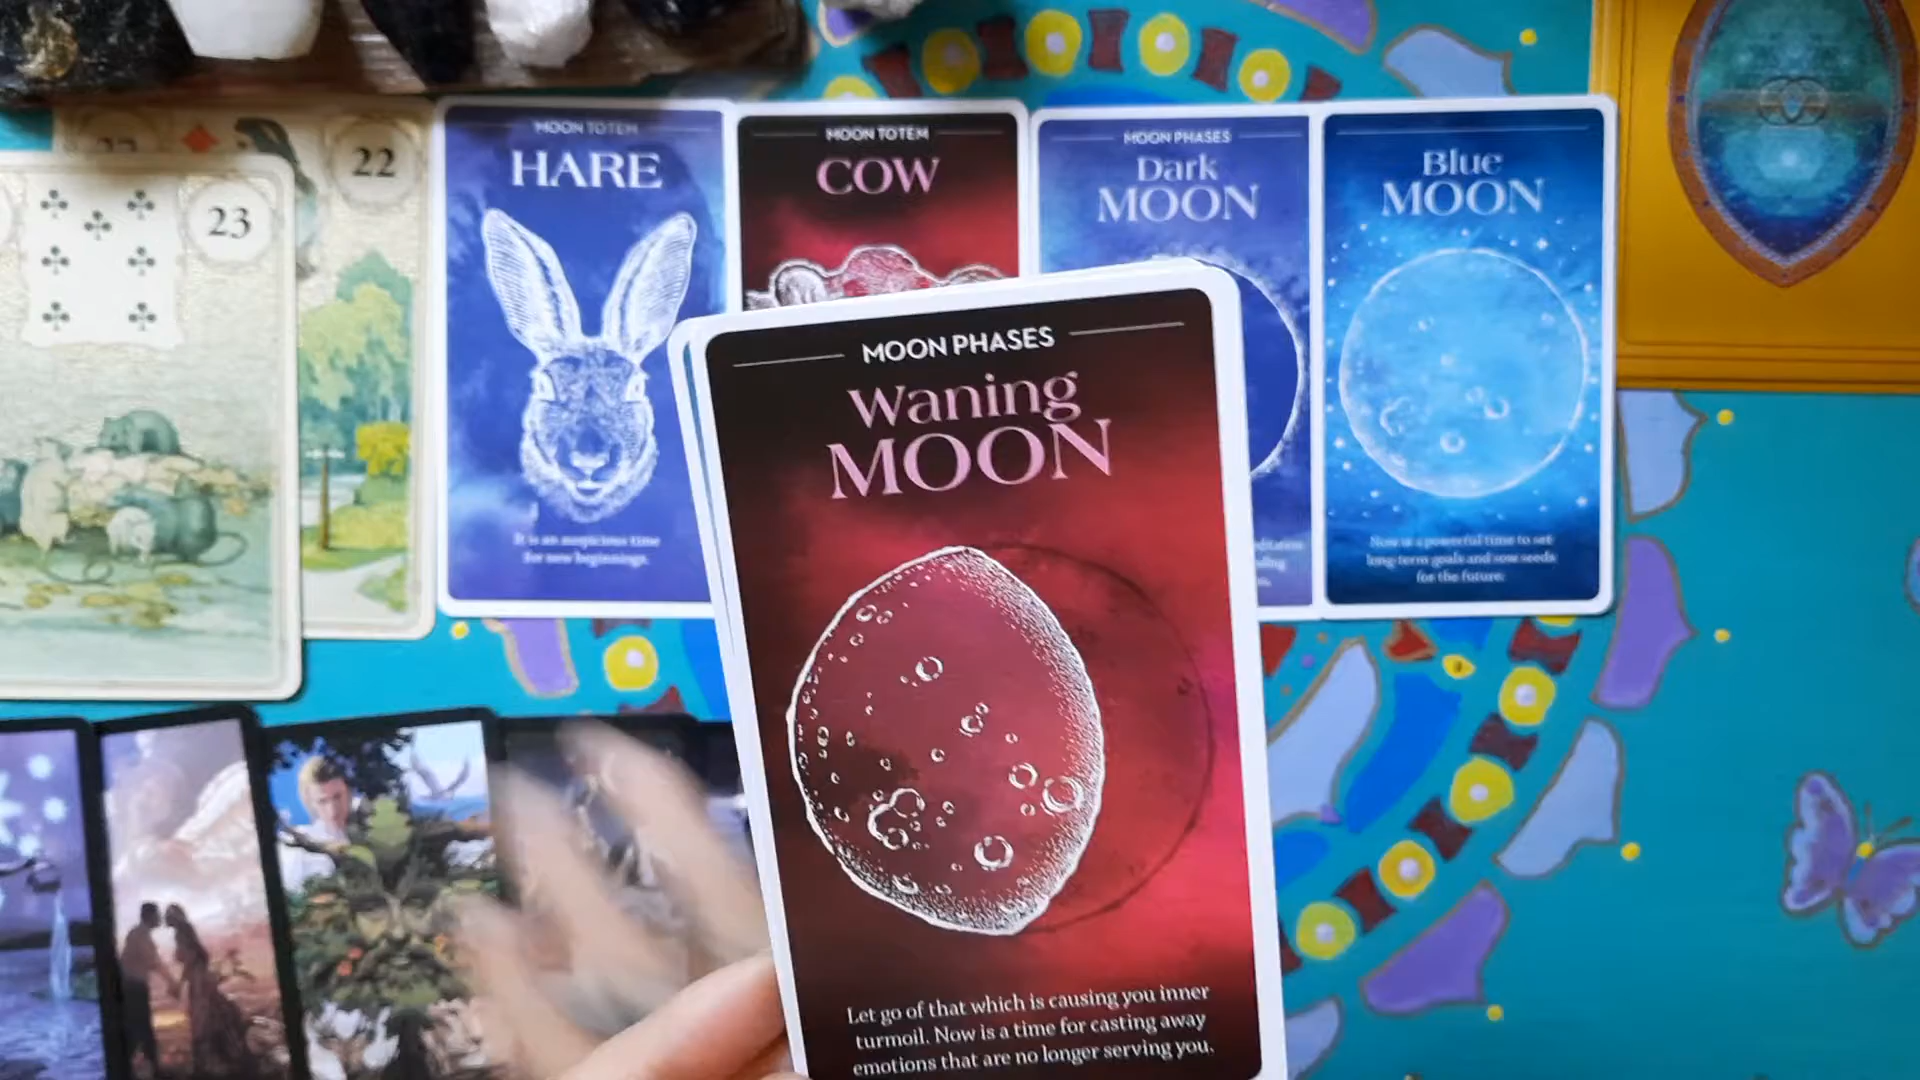 22
23
MOON TOTEM
HARE
It is an auspicious time
for new beginnings.
MOON TOTEM
COW
MOON PHASES
Dark
MOON
Blue
MOON
Now is a powerful time to set
long-term goals and sow seeds
for the future.
MOON PHASES
Waning
MOON
Let go of that which is causing you inner
turmoil. Now is a time for casting away
emotions that are no longer serving you.